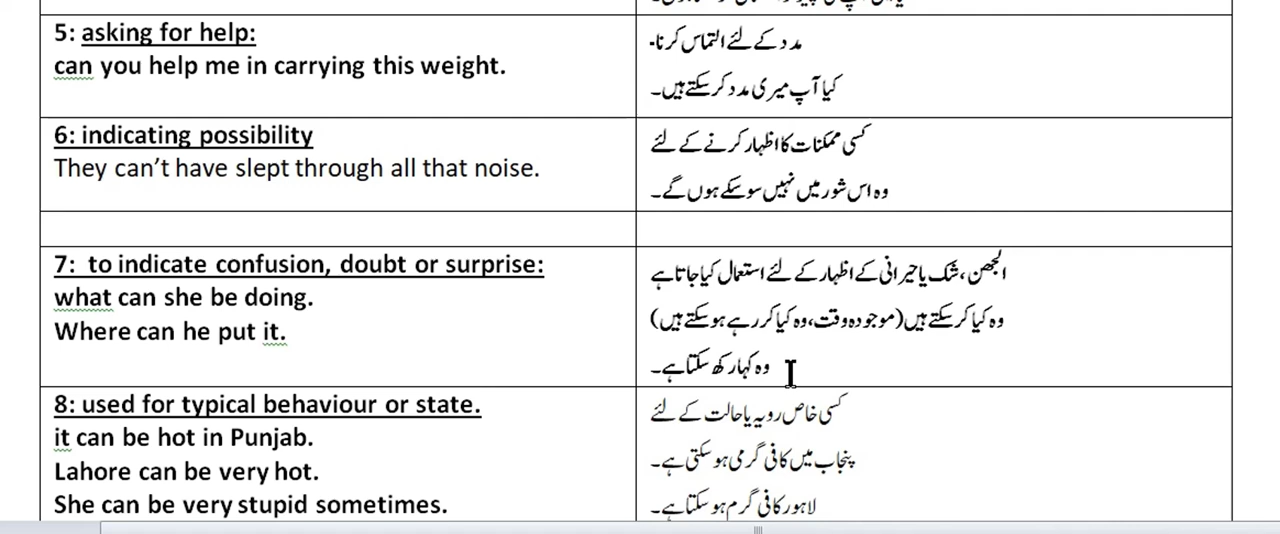 5: asking for help:
can you help me in carrying this weight.
مدد کے لئے التماس کرنا-
کیا آپ میری مدد کر سکتے ہیں۔
6: indicating possibility
They can’t have slept through all that noise.
کسی ممکنات کا اظہار کرنے کے لئے
وہ اس شور میں نہیں سو سکے ہوں گے۔
7: to indicate confusion, doubt or surprise:
what can she be doing.
Where can he put it.
الجھن، شک یا حیرانی کے اظہار کے لئے استعمال کیا جاتا ہے
وہ کیا کر سکتے ہیں (موجودہ وقت، وہ کیا کر رہے ہو سکتے ہیں)
وہ کہار رکھ سکتا ہے۔
8: used for typical behaviour or state.
it can be hot in Punjab.
Lahore can be very hot.
She can be very stupid sometimes.
کسی خاص رویہ یا حالت کے لئے
پنجاب میں کافی گرمی ہو سکتی ہے۔
لاہور کافی گرم ہو سکتا ہے۔